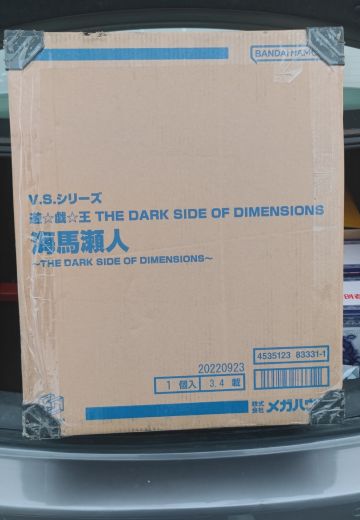 BANDAI NAMCO
V.S.シリーズ
遊☆戯☆王 THE DARK SIDE OF DIMENSIONS
海馬瀬人
~THE DARK SIDE OF DIMENSIONS~
20220923
1 個入 3.4 載
4535123 83331-1
株式会社 メガハウ